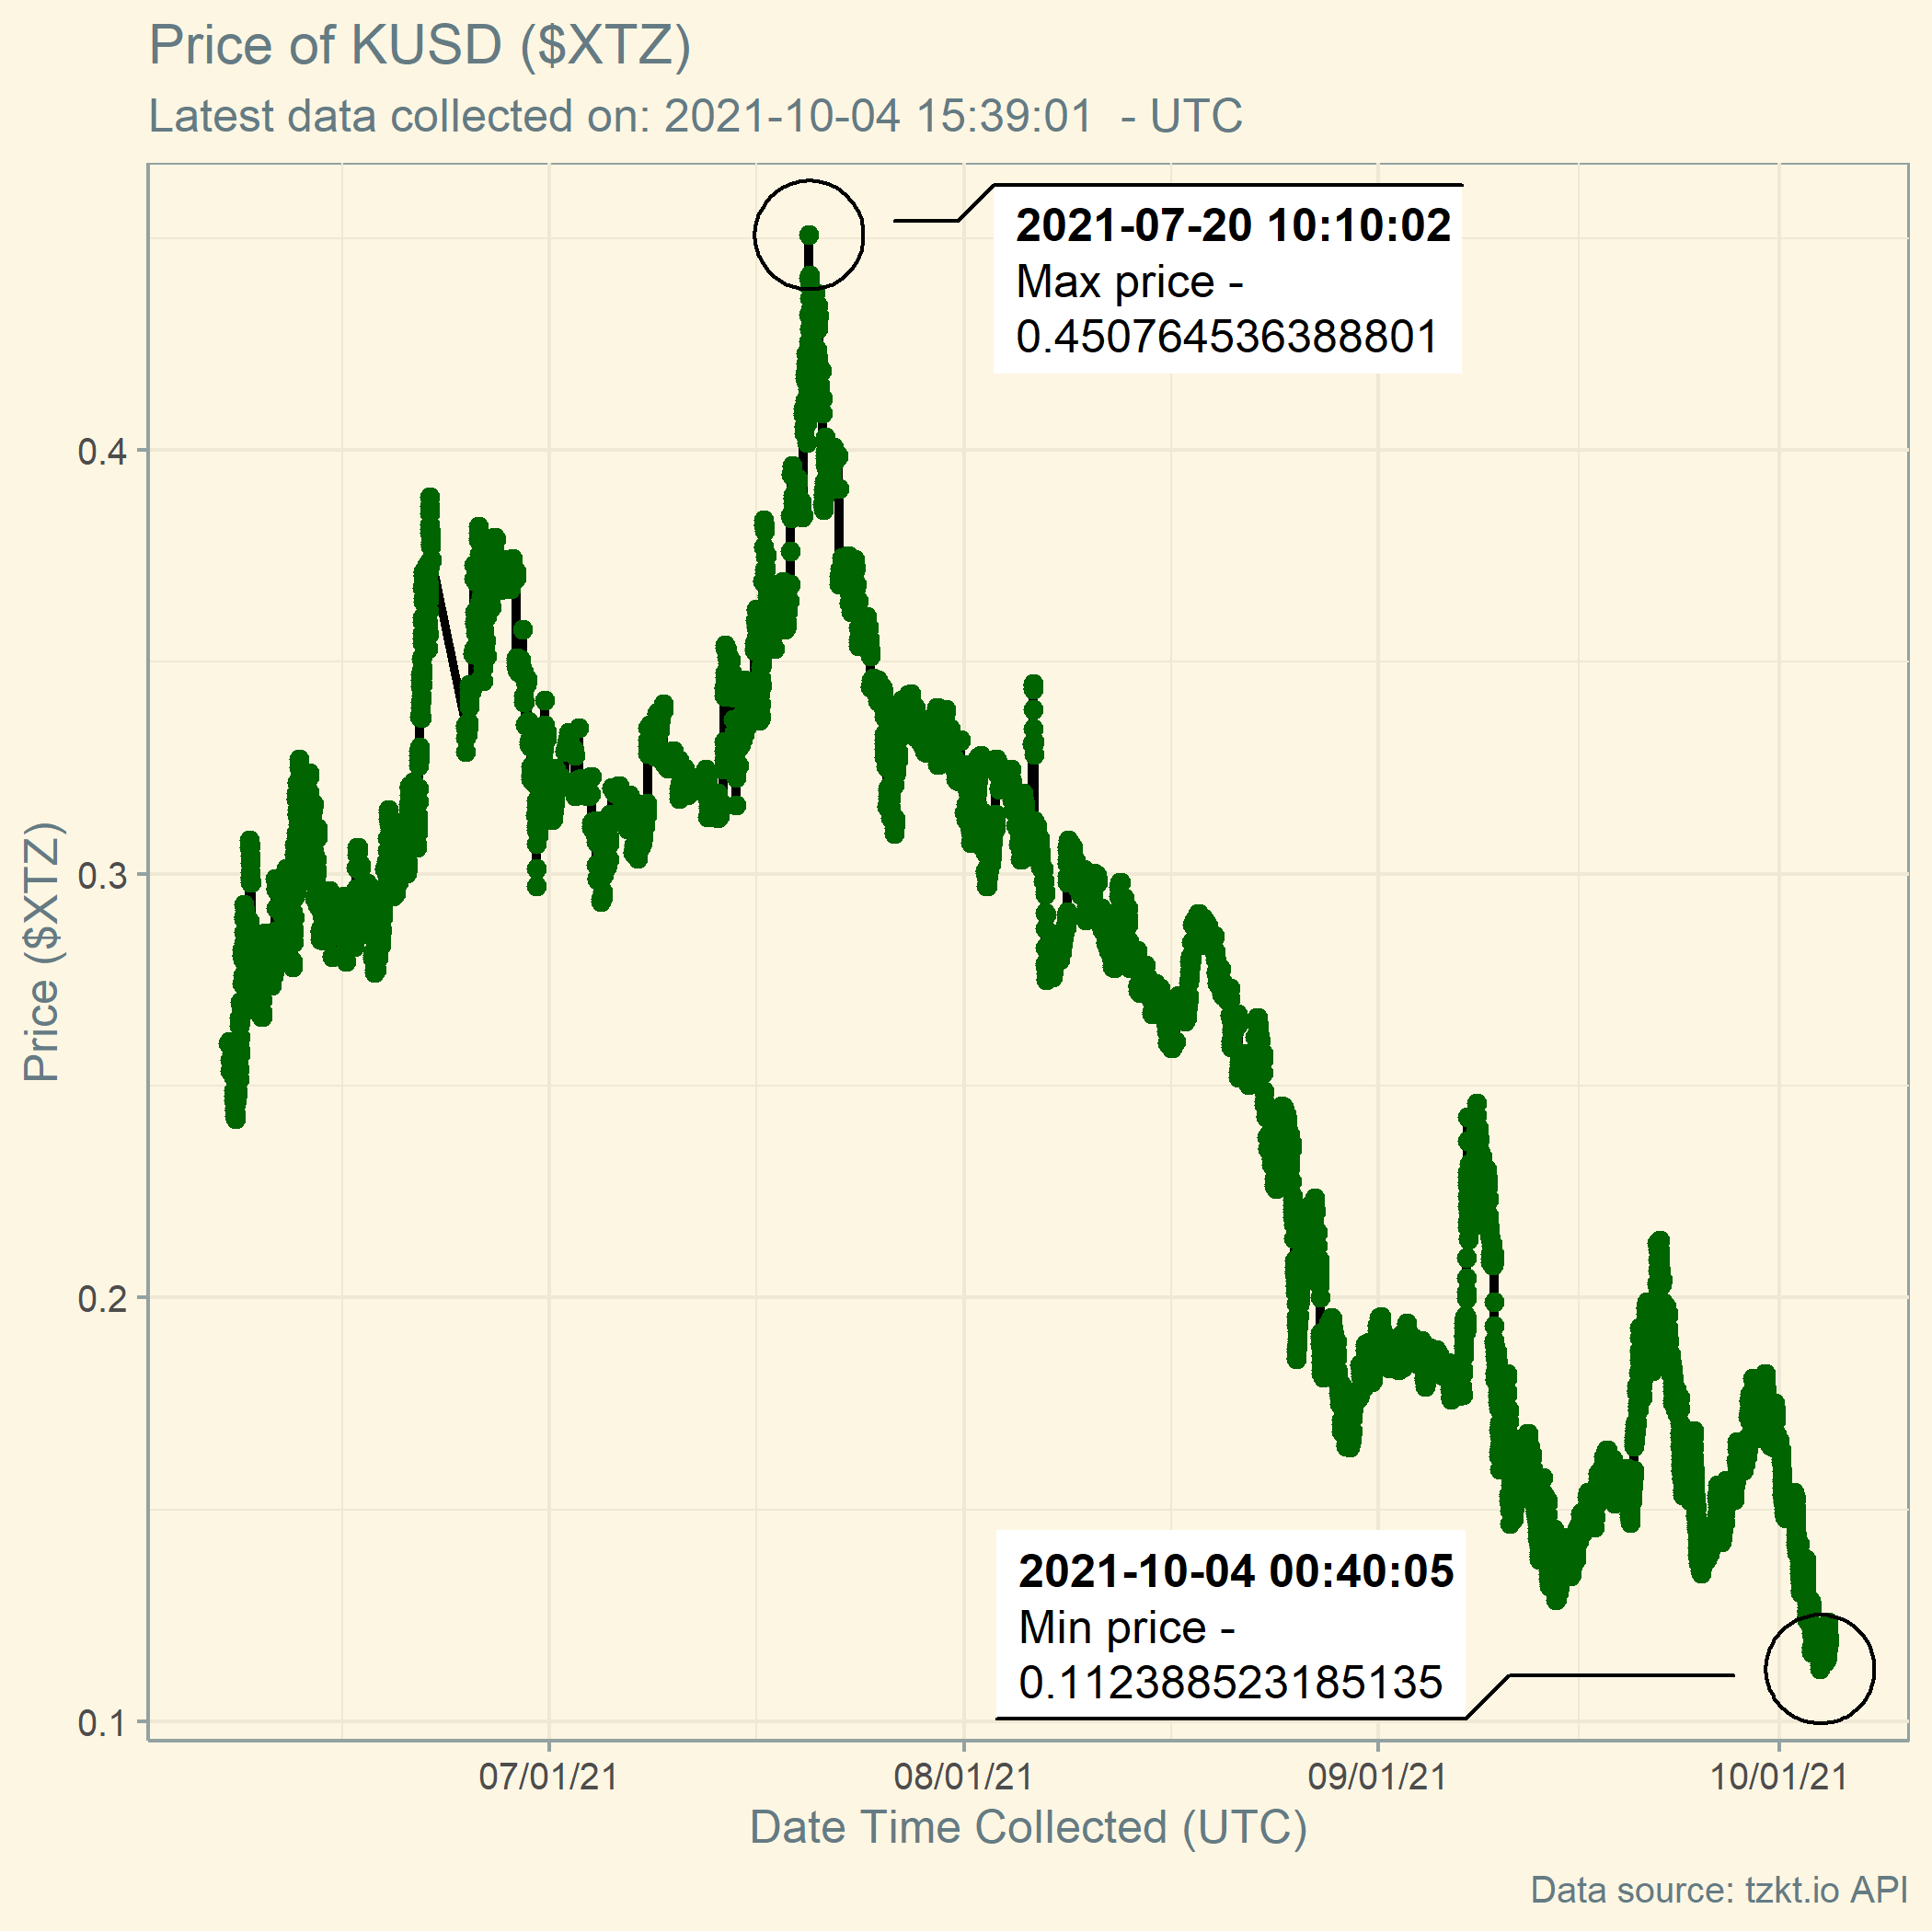 Price of KUSD ($XTZ)
Latest data collected on: 2021-10-04 15:39:01  - UTC
2021-07-20 10:10:02
Max price -
0.450764536388801
0.4
0.3
0.2
0.1
Price ($XTZ)
2021-10-04 00:40:05
Min price -
0.112388523185135
07/01/21
08/01/21
09/01/21
10/01/21
Date Time Collected (UTC)
Data source: tzkt.io API